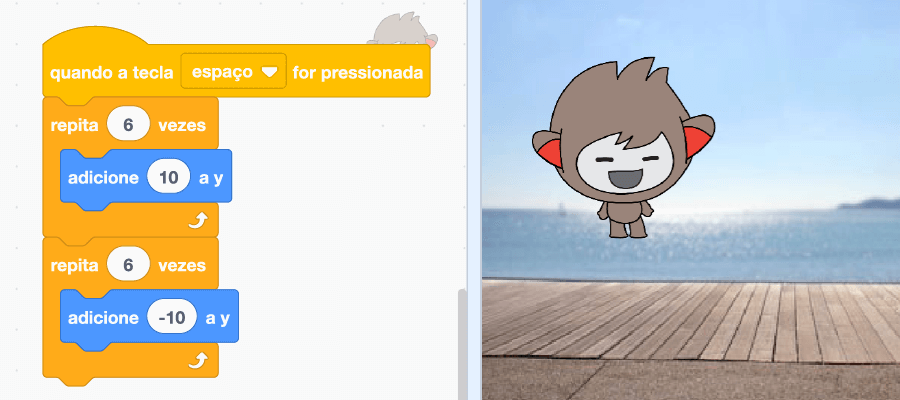 quando a tecla espaço for pressionada
repita 6 vezes
adicione 10 a y
repita 6 vezes
adicione -10 a y